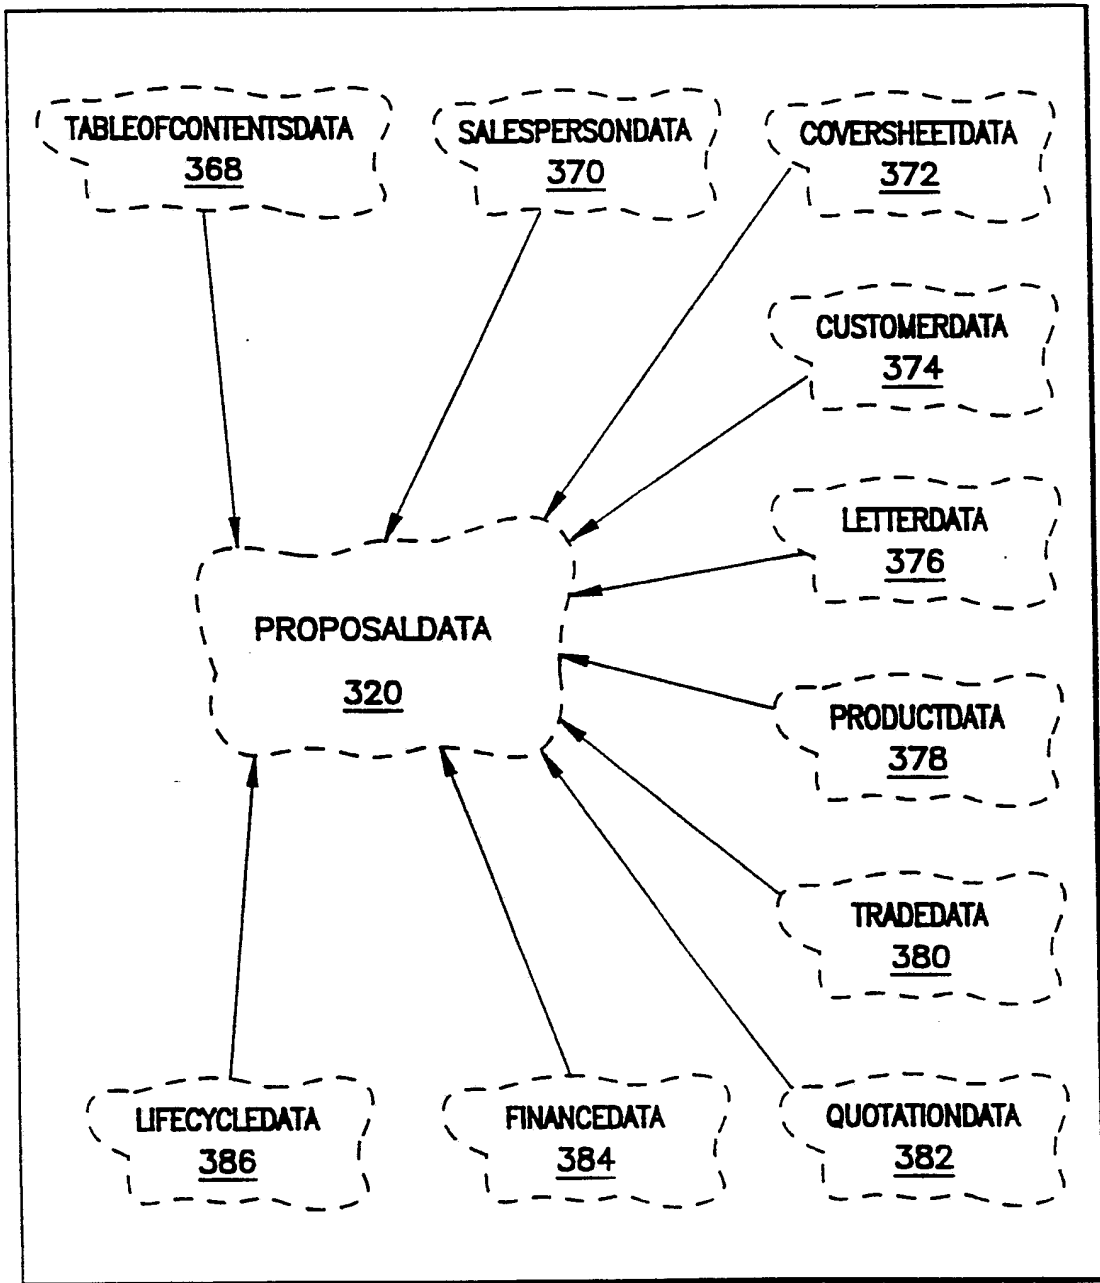 TABLEOFCONTENTSDATA
368
SALESPERSONDATA
370
COVERSHEETDATA
372
CUSTOMERDATA
374
LETTERDATA
376
PROPOSALDATA
320
PRODUCTDATA
378
TRADEDATA
380
LIFECYCLEDATA
386
FINANCEDATA
384
QUOTATIONDATA
382